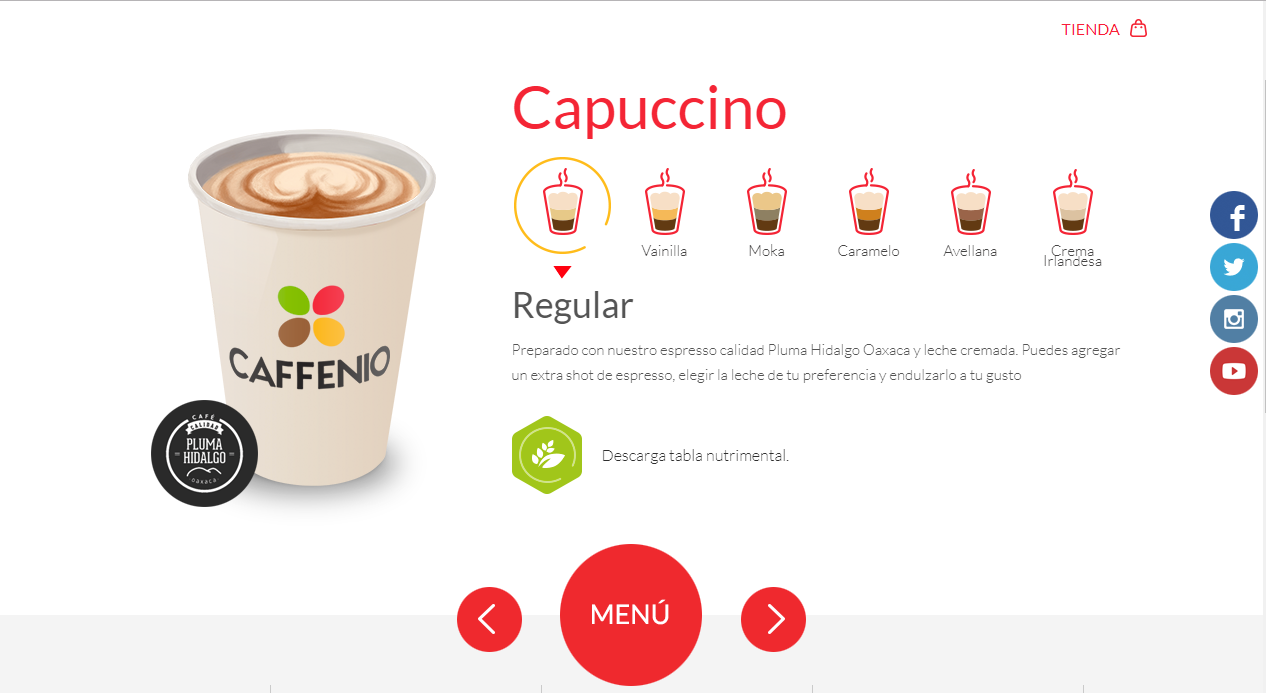 TIENDA
Capuccino
Vainilla
Moka
Caramelo
Avellana
Crema
Irlandesa
Regular
Preparado con nuestro espresso calidad Pluma Hidalgo Oaxaca y leche cremada. Puedes agregar
un extra shot de espresso, elegir la leche de tu preferencia y endulzarlo a tu gusto
CAFFENIO
CAFÉ
CALIDAD
PLUMA
HIDALGO
oaxaca
Descarga tabla nutrimental.
MENÚ